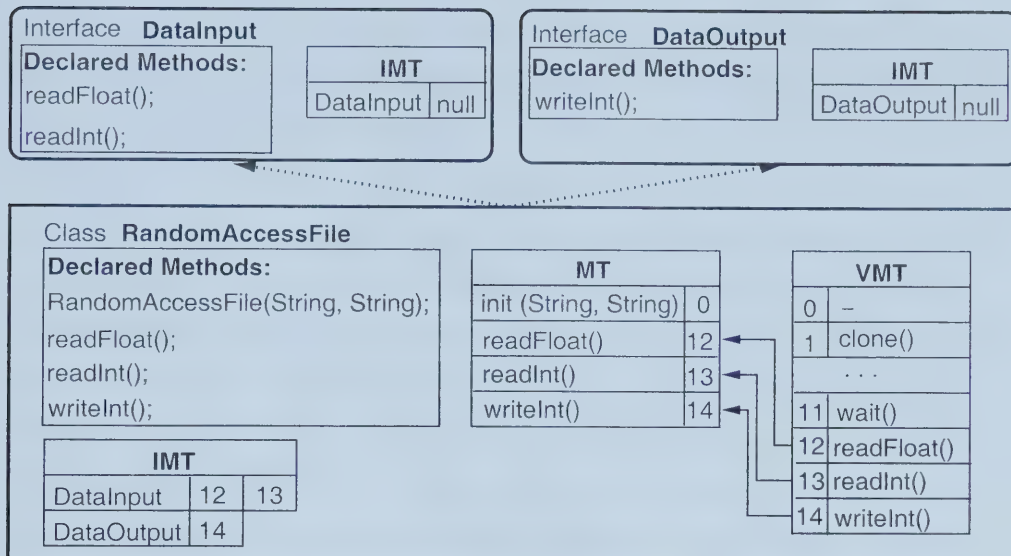 Interface DataInput
Declared Methods:
readFloat();
readInt();
IMT
DataInput null
Interface DataOutput
Declared Methods:
writeInt();
IMT
DataOutput null
Class RandomAccessFile
Declared Methods:
RandomAccessFile(String, String);
readFloat();
readInt();
writeInt();
IMT
DataInput 12 13
DataOutput 14
MT
init (String, String) 0
readFloat() 12
readInt() 13
writeInt() 14
VMT
0 –
1 clone()
. . .
11 wait()
12 readFloat()
13 readInt()
14 writeInt()